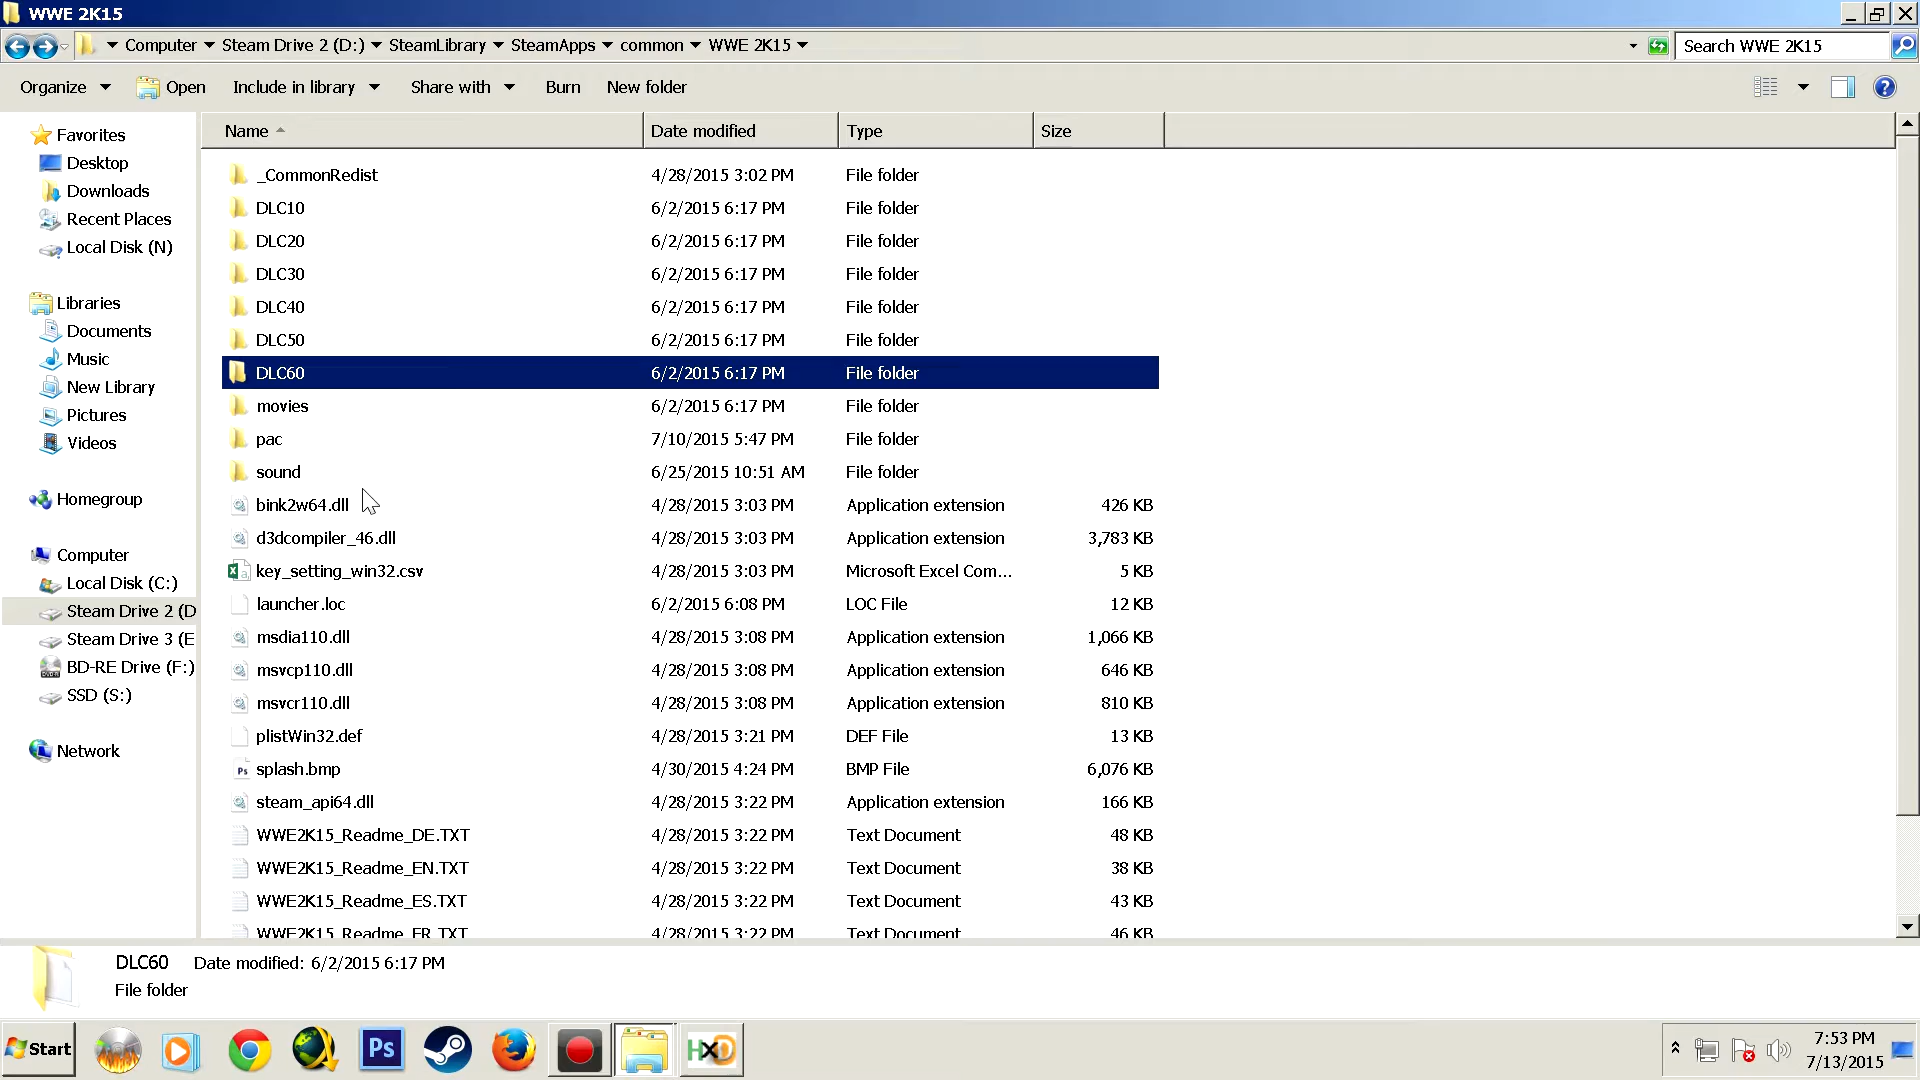 WWE 2K15
Computer Steam Drive 2 (D:) SteamLibrary SteamApps common WWE 2K15
Search WWE 2K15
Organize Open Include in library Share with Burn New folder
Name Date modified Type Size
Favorites
Desktop
Downloads
Recent Places
Local Disk (N)
Libraries
Documents
Music
New Library
Pictures
Videos
Homegroup
Computer
Local Disk (C:)
Steam Drive 2 (D
Steam Drive 3 (E
BD-RE Drive (F:)
SSD (S:)
Network
_CommonRedist 4/28/2015 3:02 PM File folder
DLC10 6/2/2015 6:17 PM File folder
DLC20 6/2/2015 6:17 PM File folder
DLC30 6/2/2015 6:17 PM File folder
DLC40 6/2/2015 6:17 PM File folder
DLC50 6/2/2015 6:17 PM File folder
DLC60 6/2/2015 6:17 PM File folder
movies 6/2/2015 6:17 PM File folder
pac 7/10/2015 5:47 PM File folder
sound 6/25/2015 10:51 AM File folder
bink2w64.dll 4/28/2015 3:03 PM Application extension 426 KB
d3dcompiler_46.dll 4/28/2015 3:03 PM Application extension 3,783 KB
key_setting_win32.csv 4/28/2015 3:03 PM Microsoft Excel Com... 5 KB
launcher.loc 6/2/2015 6:08 PM LOC File 12 KB
msdia110.dll 4/28/2015 3:08 PM Application extension 1,066 KB
msvcp110.dll 4/28/2015 3:08 PM Application extension 646 KB
msvcr110.dll 4/28/2015 3:08 PM Application extension 810 KB
plistWin32.def 4/28/2015 3:21 PM DEF File 13 KB
splash.bmp 4/30/2015 4:24 PM BMP File 6,076 KB
steam_api64.dll 4/28/2015 3:22 PM Application extension 166 KB
WWE2K15_Readme_DE.TXT 4/28/2015 3:22 PM Text Document 48 KB
WWE2K15_Readme_EN.TXT 4/28/2015 3:22 PM Text Document 38 KB
WWE2K15_Readme_ES.TXT 4/28/2015 3:22 PM Text Document 43 KB
WWE2K15_Readme_FR.TXT 4/28/2015 3:22 PM Text Document 46 KB
DLC60 Date modified: 6/2/2015 6:17 PM
File folder
Start
Ps
HXD
7:53 PM
7/13/2015